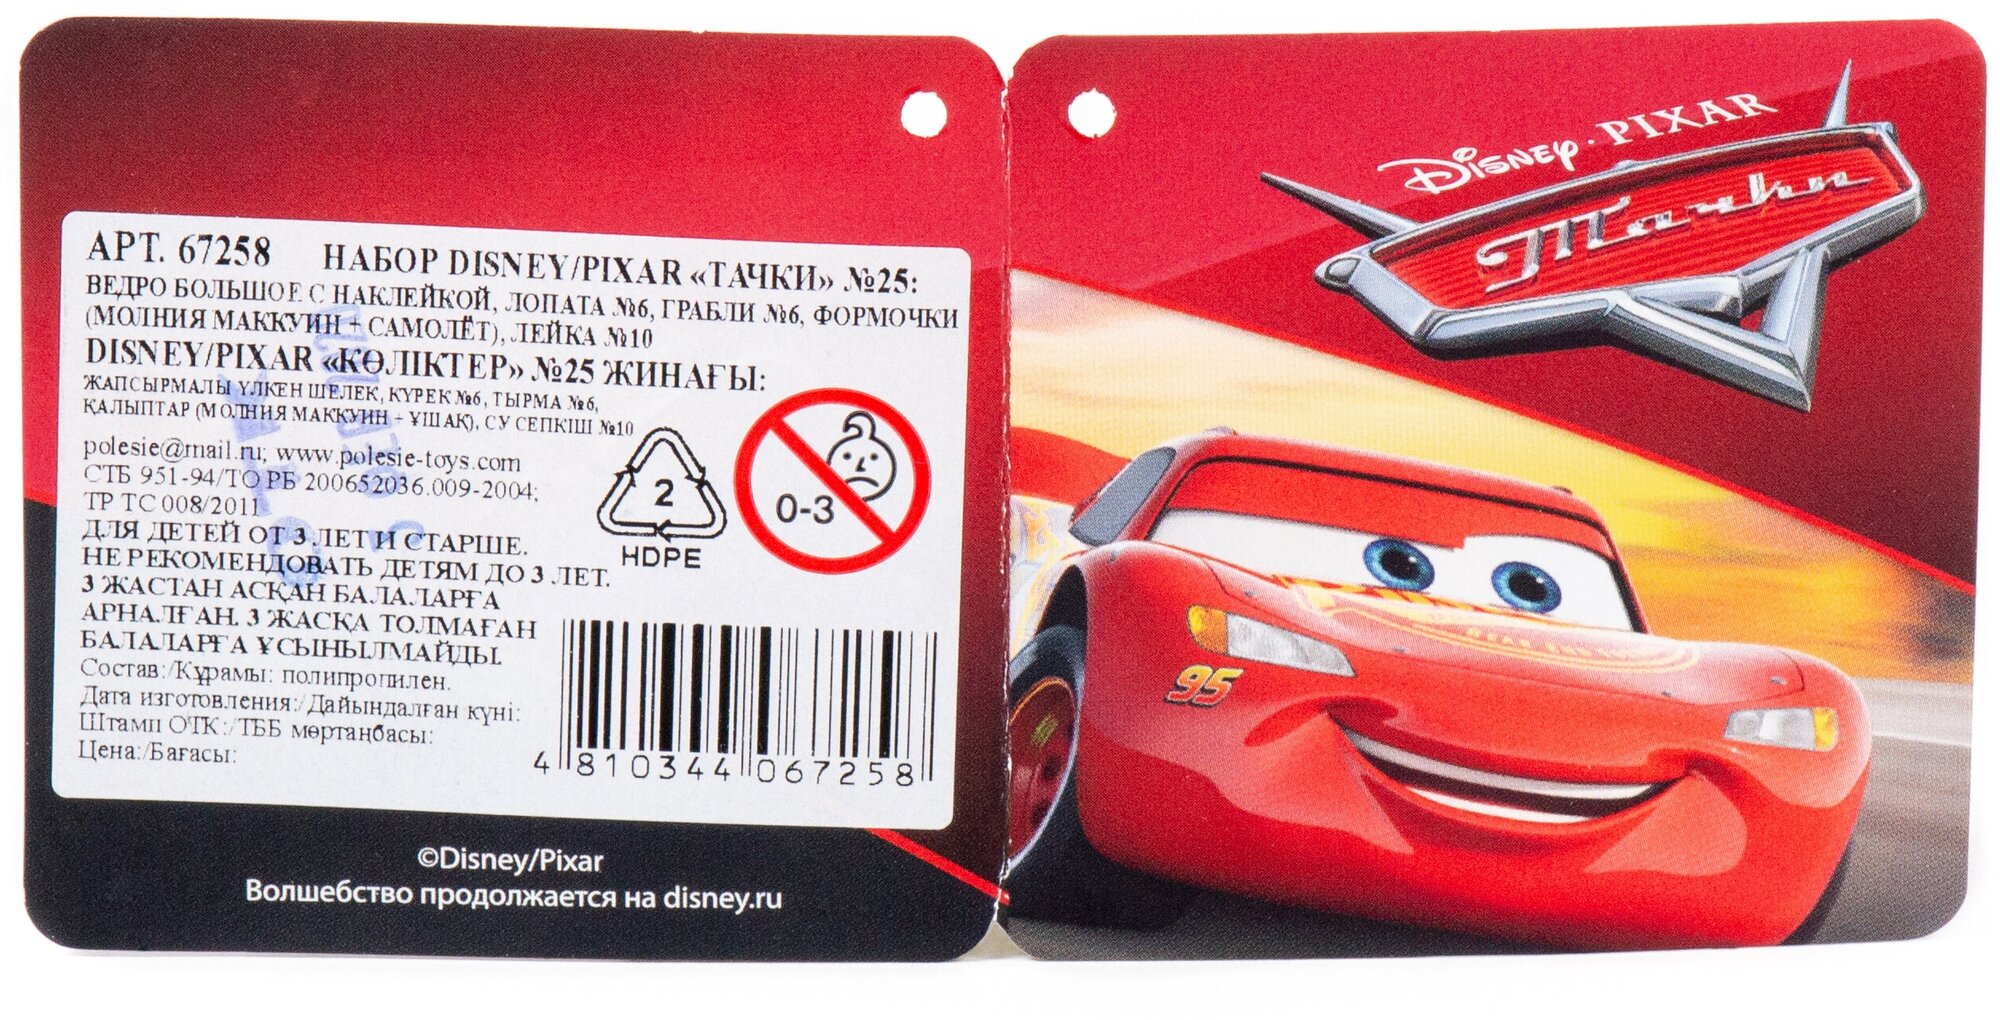 АРТ. 67258 НАБОР DISNEY/PIXAR «ТАЧКИ» №25:
ВЕДРО БОЛЬШОЕ С НАКЛЕЙКОЙ, ЛОПАТА №6, ГРАБЛИ №6, ФОРМОЧКИ
(МОЛНИЯ МАККУИН + САМОЛЁТ), ЛЕЙКА №10
DISNEY/PIXAR «КӨЛІКТЕР» №25 ЖИНАҒЫ:
ЖАПСЫРМАЛЫ ҮЛКЕН ШЕЛЕК, КҮРЕК №6, ТЫРМА №6,
ҚАЛЫПТАР (МОЛНИЯ МАККУИН + ҰШАҚ), СУ СЕПКІШ №10
polesie@mail.ru; www.polesie-toys.com
СТБ 951-94/ТО РБ 200652036.009-2004;
ТР ТС 008/2011
ДЛЯ ДЕТЕЙ ОТ 3 ЛЕТ И СТАРШЕ.
НЕ РЕКОМЕНДОВАТЬ ДЕТЯМ ДО 3 ЛЕТ.
3 ЖАСТАН АСҚАН БАЛАЛАРҒА
АРНАЛҒАН. 3 ЖАСҚА ТОЛМАҒАН
БАЛАЛАРҒА ҰСЫНЫЛМАЙДЫ.
Состав:/Құрамы: полипропилен.
Дата изготовления:/Дайындалған күні:
Штамп ОТК:/ТББ мөртаңбасы:
Цена:/Бағасы:
2
HDPE
0-3
4 810344 067258
©Disney/Pixar
Волшебство продолжается на disney.ru
Disney·PIXAR
Тачки
95